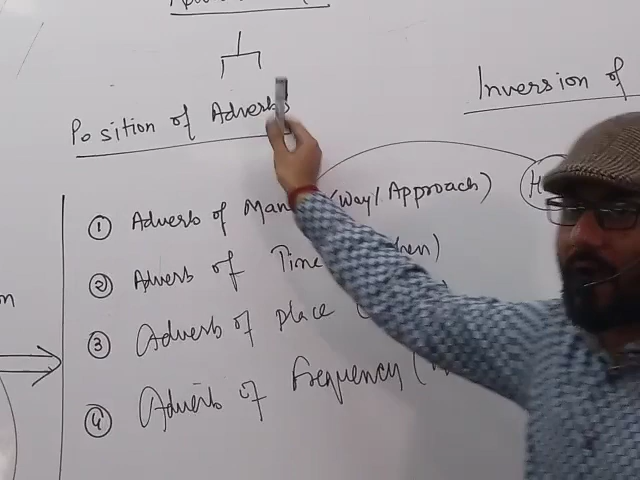 Position of Adverbs
Inversion of
① Adverb of Man (Way/Approach)
② Adverb of Time hen)
③ Adverb of place (
④ Adverb of Frequency (